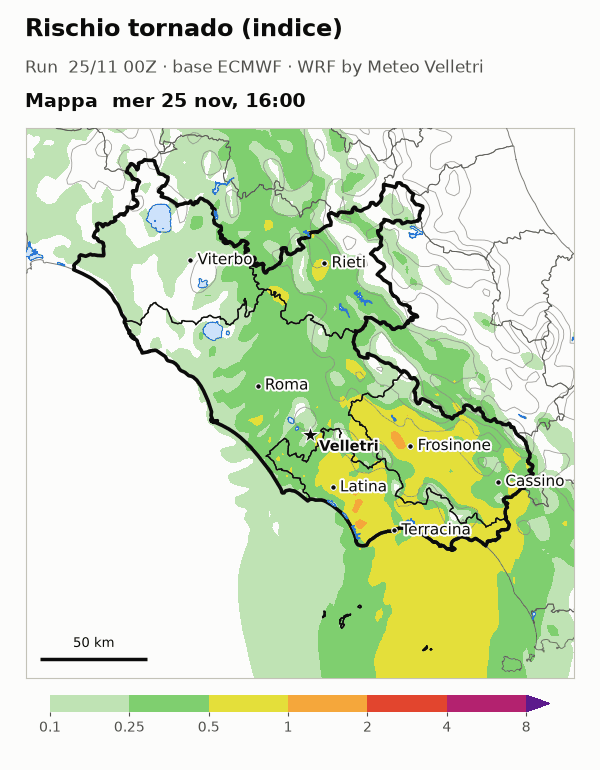 Rischio tornado (indice)
Run  25/11 00Z · base ECMWF · WRF by Meteo Velletri
Mappa  mer 25 nov, 16:00
Viterbo
Rieti
Roma
Velletri
Frosinone
Cassino
Latina
Terracina
50 km
0.1 0.25 0.5 1 2 4 8